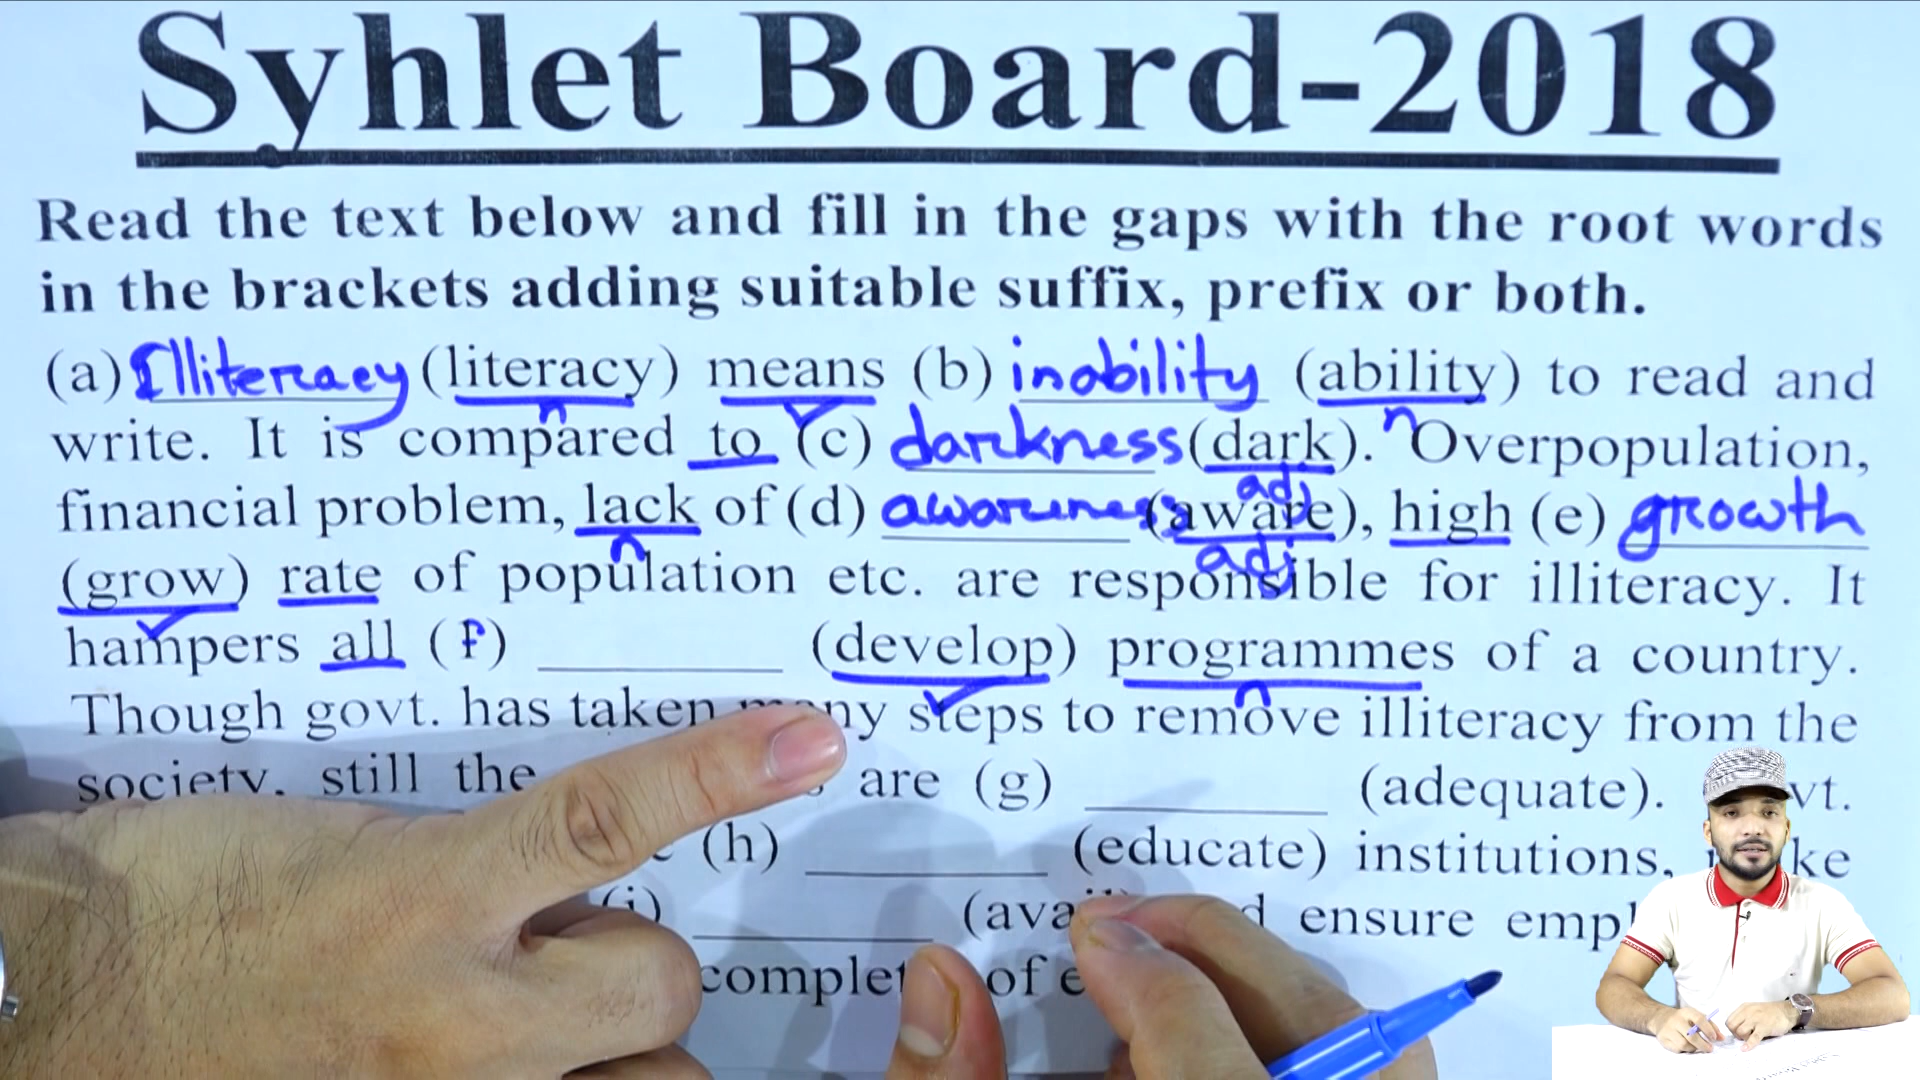 Syhlet Board-2018
Read the text below and fill in the gaps with the root words
in the brackets adding suitable suffix, prefix or both.
(a) Illiteracy (literacy) means (b) inability (ability) to read and
n n
write. It is compared to (c) darkness (dark). Overpopulation,
adj
financial problem, lack of (d) awareness (aware), high (e) growth
n adj
(grow) rate of population etc. are responsible for illiteracy. It
hampers all (f) ________ (develop) programmes of a country.
n
Though govt. has taken many steps to remove illiteracy from the
society, still the are (g) ________ (adequate).
(h) ________ (educate) institutions,
(i) ________ ensure
of